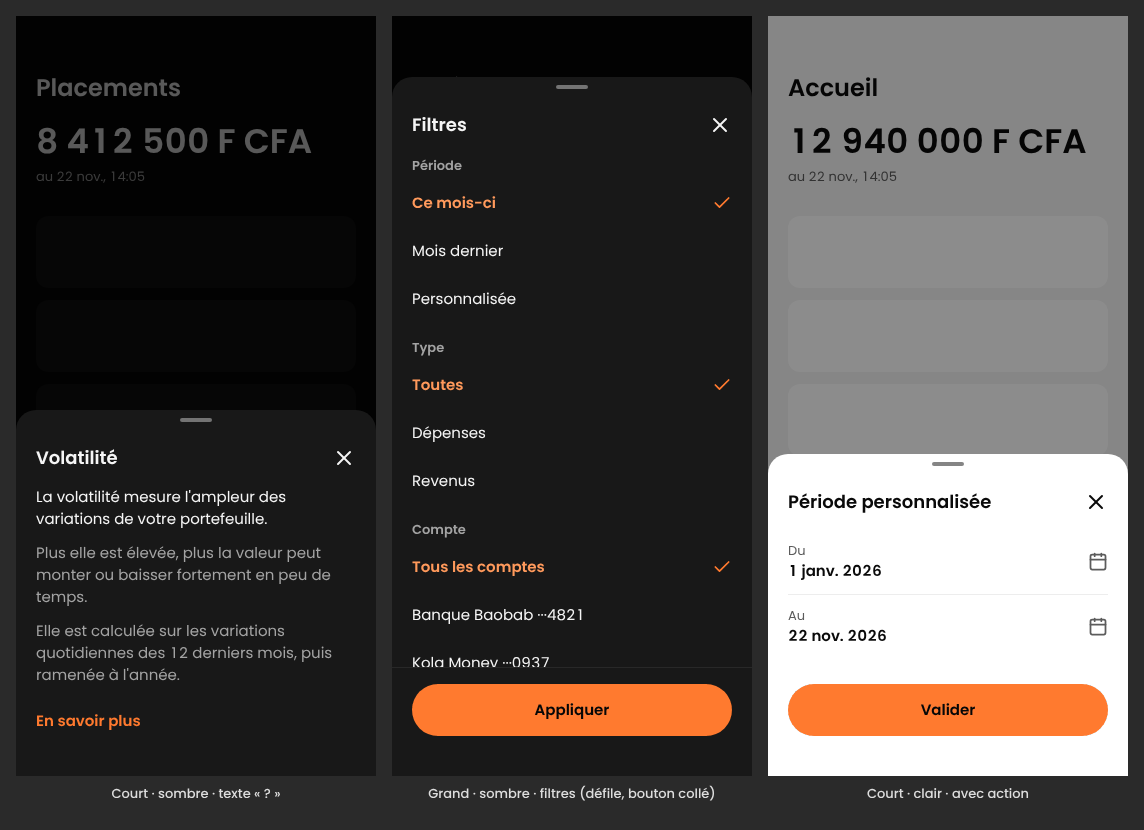 Placements
8 412 500 F CFA
au 22 nov., 14:05
Volatilité
La volatilité mesure l'ampleur des
variations de votre portefeuille.
Plus elle est élevée, plus la valeur peut
monter ou baisser fortement en peu de
temps.
Elle est calculée sur les variations
quotidiennes des 12 derniers mois, puis
ramenée à l'année.
En savoir plus
Court · sombre · texte « ? »
Filtres
Période
Ce mois-ci
Mois dernier
Personnalisée
Type
Toutes
Dépenses
Revenus
Compte
Tous les comptes
Banque Baobab ···4821
Kola Money ···0937
Appliquer
Grand · sombre · filtres (défile, bouton collé)
Accueil
12 940 000 F CFA
au 22 nov., 14:05
Période personnalisée
Du
1 janv. 2026
Au
22 nov. 2026
Valider
Court · clair · avec action